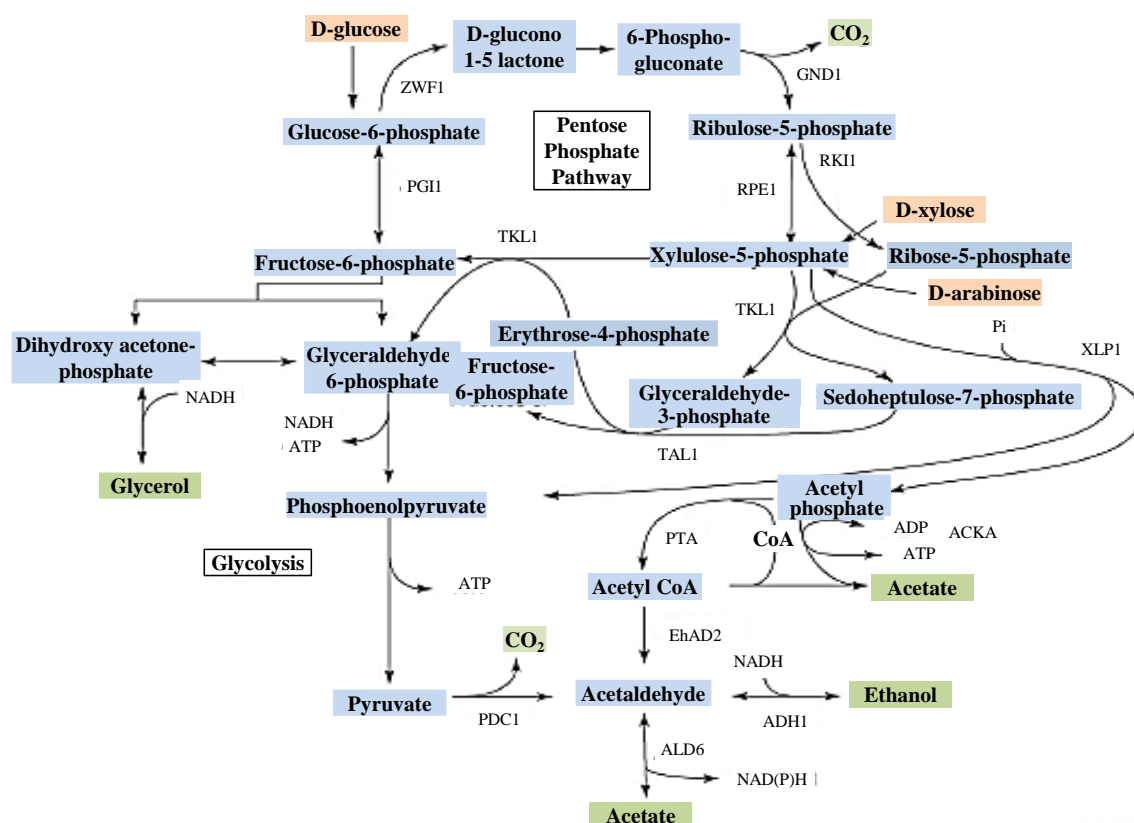 D-glucose
D-glucono
1-5 lactone
6-Phospho-
gluconate
CO2
ZWF1
GND1
Glucose-6-phosphate
Pentose
Phosphate
Pathway
Ribulose-5-phosphate
RKI1
PGI1
RPE1
D-xylose
TKL1
Fructose-6-phosphate
Xylulose-5-phosphate
Ribose-5-phosphate
D-arabinose
TKL1
Dihydroxy acetone-
phosphate
Glyceraldehyde
6-phosphate
Erythrose-4-phosphate
Fructose-
6-phosphate
Pi
XLP1
NADH
Glyceraldehyde-
3-phosphate
Sedoheptulose-7-phosphate
NADH
ATP
TAL1
Glycerol
Phosphoenolpyruvate
Acetyl
phosphate
PTA
CoA
ADP
ACKA
ATP
Glycolysis
ATP
Acetyl CoA
Acetate
CO2
EhAD2
NADH
Pyruvate
PDC1
Acetaldehyde
ADH1
Ethanol
ALD6
NAD(P)H
Acetate